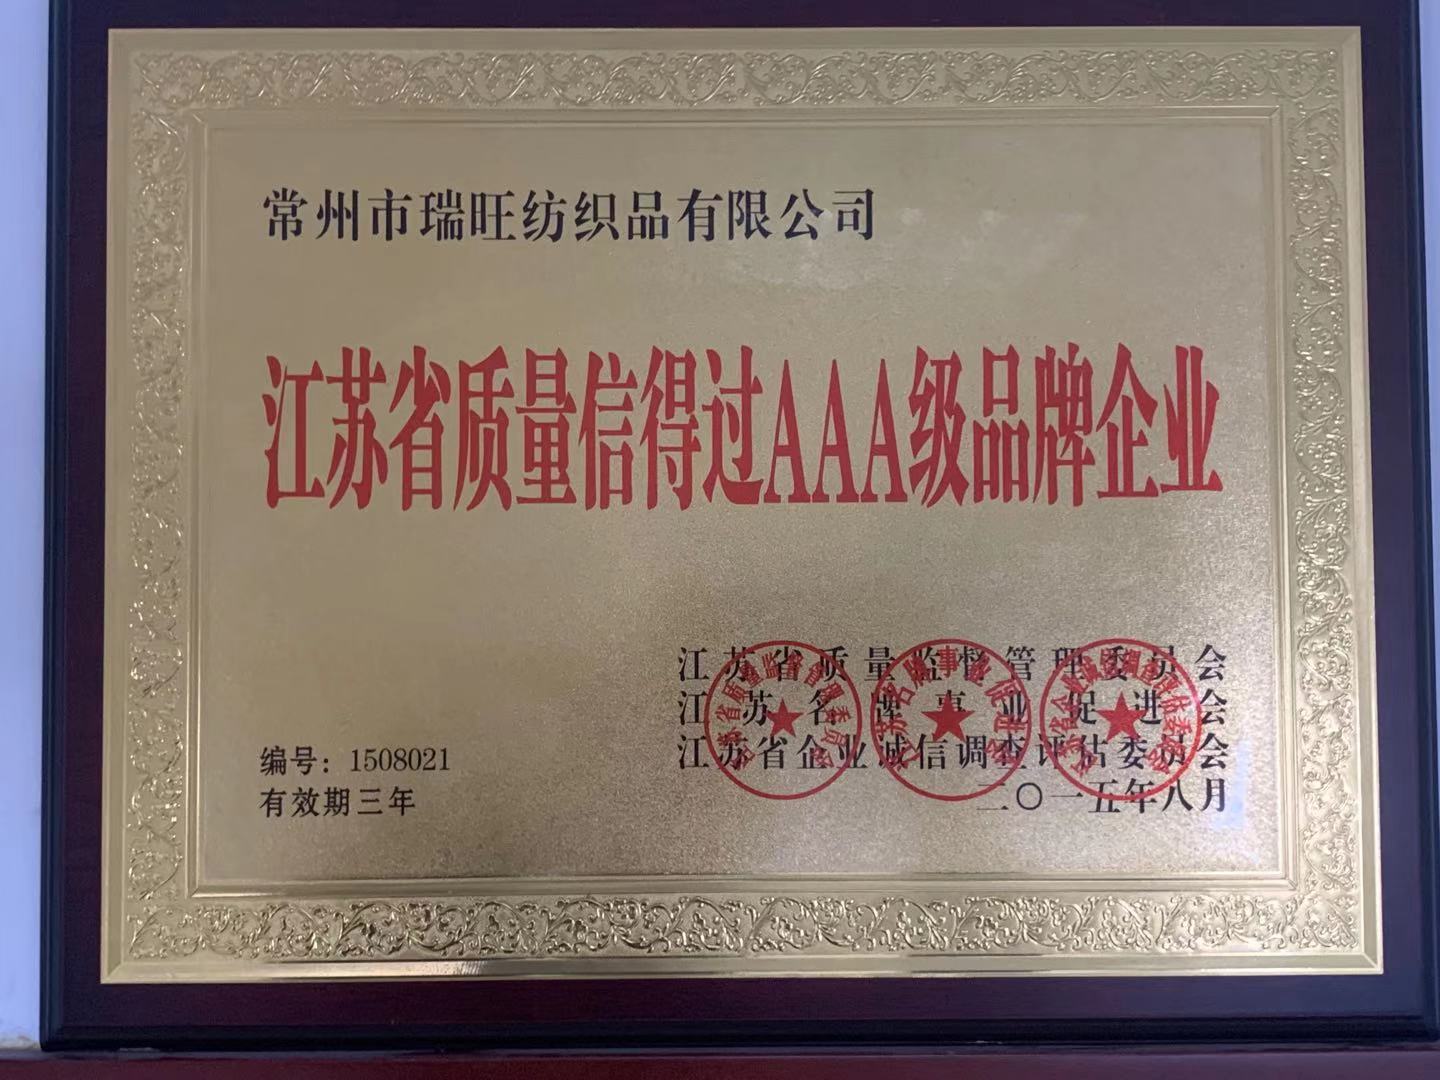 常州市瑞旺纺织品有限公司
江苏省质量信得过AAA级品牌企业
江苏省质量监督管理委员会
江苏名牌事业促进会
江苏省企业诚信调查评估委员会
二〇一五年八月
编号：1508021
有效期三年